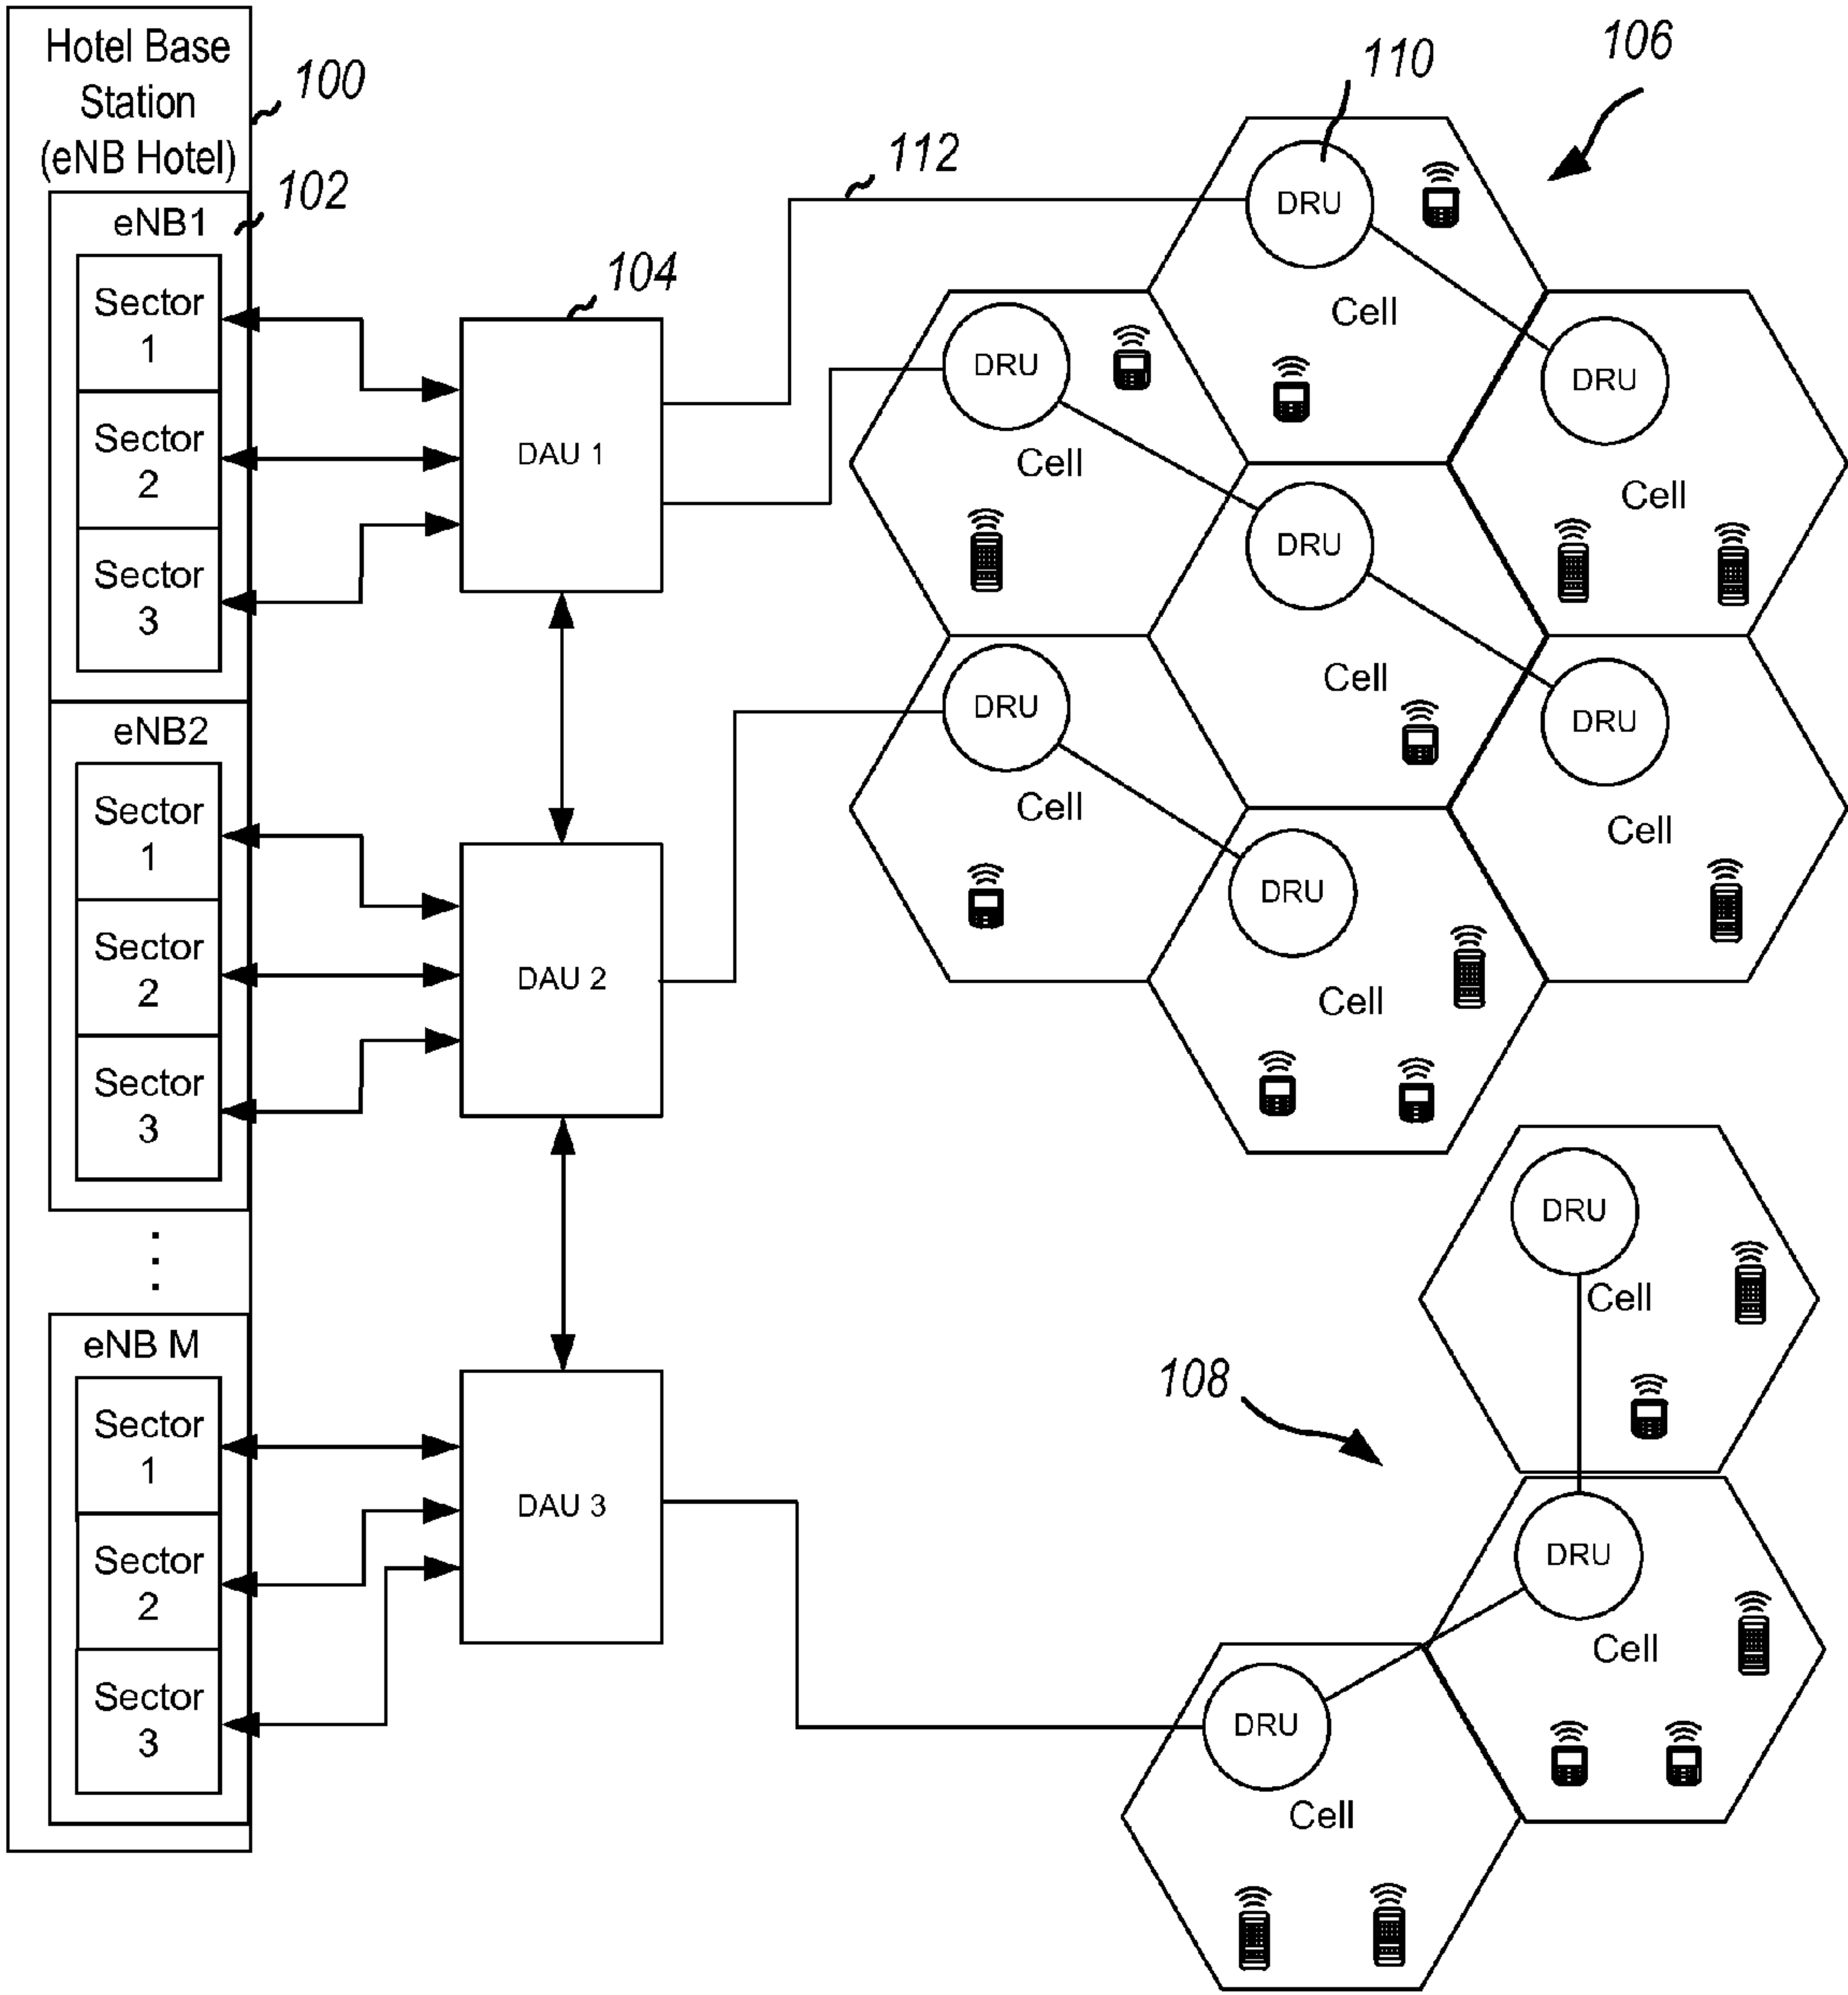 Hotel Base
Station
(eNB Hotel)
100
102
eNB1
Sector
1
Sector
2
Sector
3
eNB2
Sector
1
Sector
2
Sector
3
⋮
eNB M
Sector
1
Sector
2
Sector
3
104
DAU 1
DAU 2
DAU 3
112
110
106
DRU
Cell
DRU
Cell
DRU
Cell
DRU
Cell
DRU
Cell
DRU
Cell
DRU
Cell
108
DRU
Cell
DRU
Cell
DRU
Cell